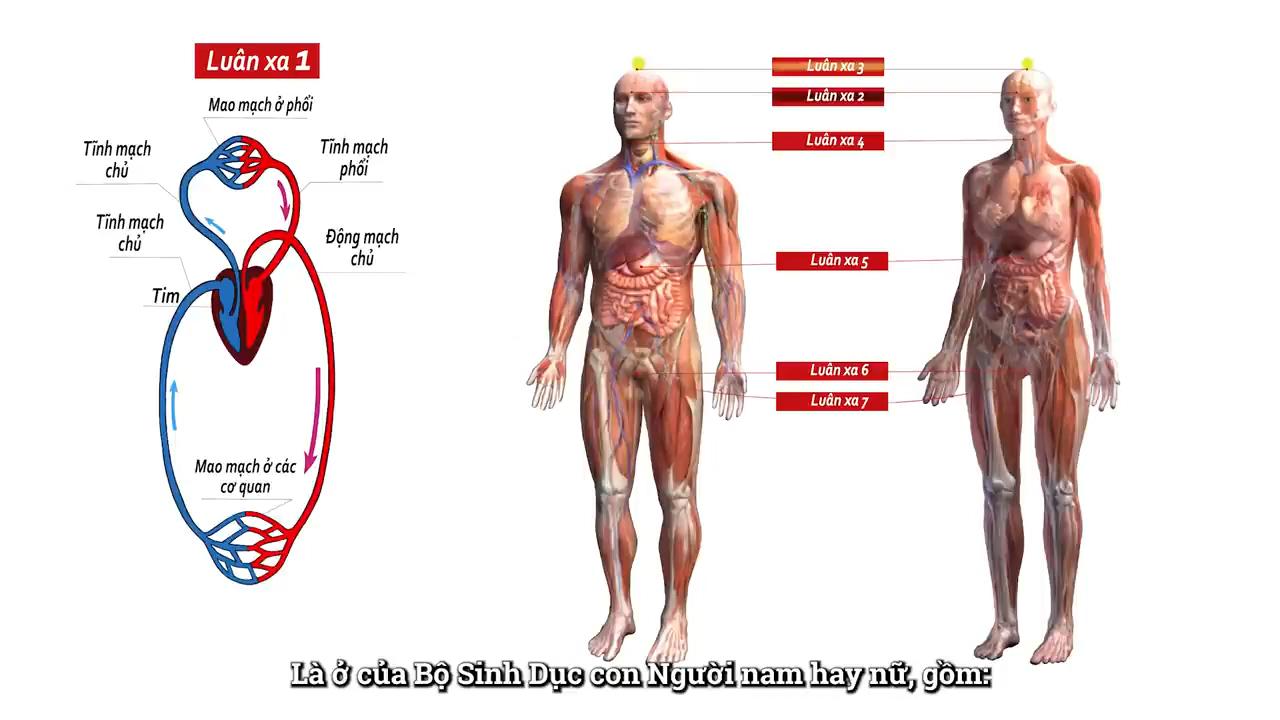 Luân xa 1
Mao mạch ở phổi
Tĩnh mạch
chủ
Tĩnh mạch
phổi
Tĩnh mạch
chủ
Động mạch
chủ
Tim
Mao mạch ở các
cơ quan
Luân xa 3
Luân xa 2
Luân xa 4
Luân xa 5
Luân xa 6
Luân xa 7
Là ở của Bộ Sinh Dục con Người nam hay nữ, gồm: